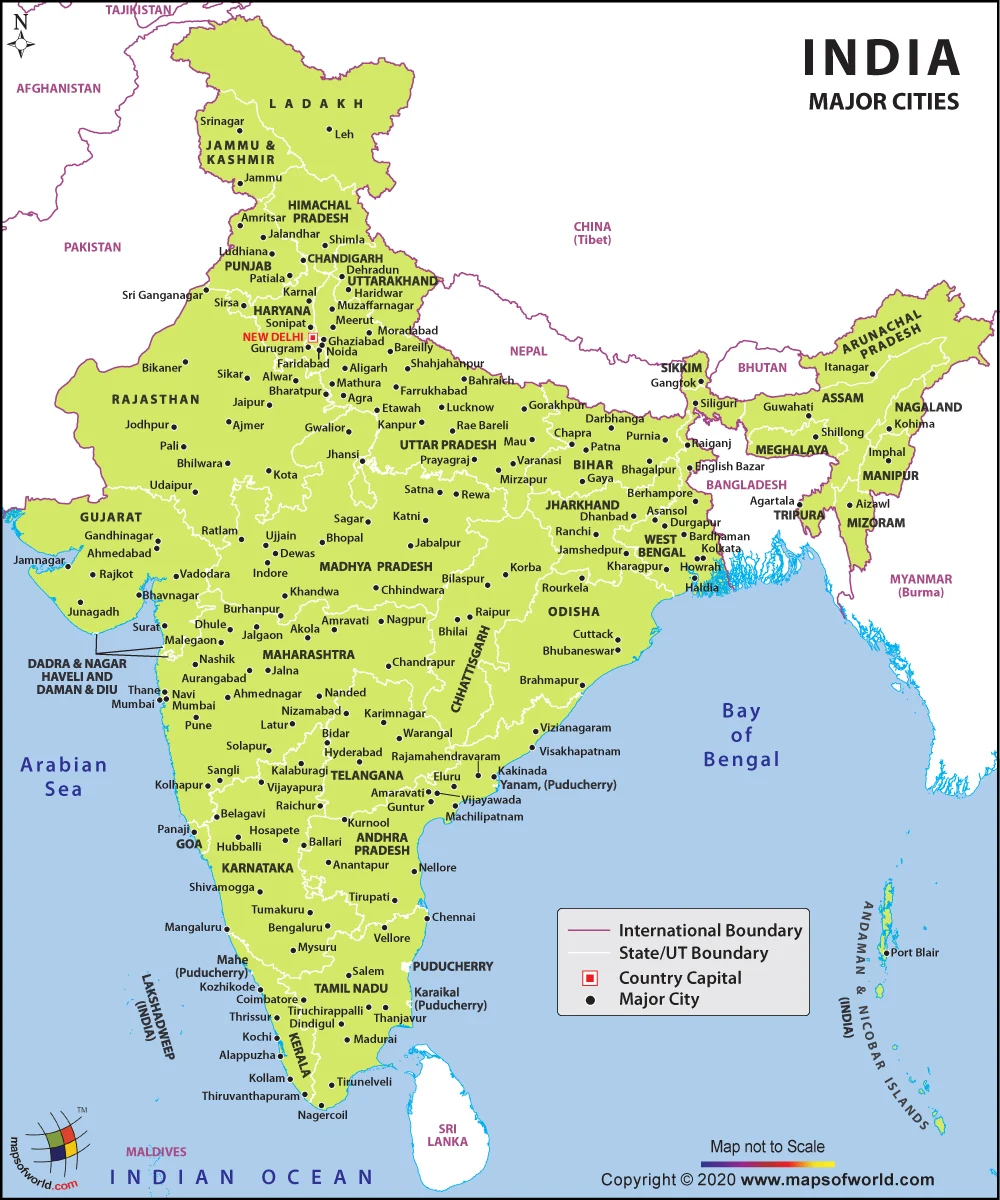 TAJIKISTAN
N
INDIA
MAJOR CITIES
AFGHANISTAN
LADAKH
Srinagar
Leh
JAMMU &
KASHMIR
Jammu
HIMACHAL
PRADESH
Amritsar
Jalandhar
Shimla
CHINA
(Tibet)
PAKISTAN
Ludhiana
CHANDIGARH
PUNJAB
Dehradun
Patiala
UTTARAKHAND
Sri Ganganagar
Karnal
Haridwar
Sirsa
Muzaffarnagar
HARYANA
Sonipat
Meerut
Moradabad
NEW DELHI
Ghaziabad
Gurugram
Noida
Bareilly
NEPAL
Faridabad
Bikaner
Aligarh
Shahjahanpur
SIKKIM
BHUTAN
ARUNACHAL
PRADESH
Itanagar
Sikar
Alwar
Mathura
Bahraich
Gangtok
Bharatpur
Farrukhabad
RAJASTHAN
Agra
ASSAM
Jaipur
Etawah
Lucknow
Gorakhpur
Siliguri
Guwahati
NAGALAND
Jodhpur
Ajmer
Gwalior
Kanpur
Rae Bareli
Darbhanga
Kohima
Chapra
Purnia
Shillong
Pali
UTTAR PRADESH
Mau
Patna
Raiganj
MEGHALAYA
Imphal
Bhilwara
Jhansi
Prayagraj
Varanasi
BIHAR
Bhagalpur
English Bazar
Kota
Mirzapur
Gaya
MANIPUR
Udaipur
BANGLADESH
Satna
Rewa
Berhampore
Agartala
Aizawl
JHARKHAND
Asansol
TRIPURA
GUJARAT
Sagar
Katni
Dhanbad
Durgapur
MIZORAM
Gandhinagar
Ratlam
Ujjain
Bhopal
Ranchi
WEST
BENGAL
Bardhaman
Ahmedabad
Dewas
Jabalpur
Jamshedpur
Kolkata
Jamnagar
MADHYA PRADESH
Korba
Kharagpur
Howrah
Rajkot
Vadodara
Indore
Bilaspur
MYANMAR
(Burma)
Bhavnagar
Khandwa
Chhindwara
Rourkela
Haldia
Junagadh
Burhanpur
Raipur
ODISHA
Surat
Dhule
Amravati
Nagpur
Jalgaon
Akola
Bhilai
Cuttack
Malegaon
MAHARASHTRA
Bhubaneswar
DADRA & NAGAR
HAVELI AND
DAMAN & DIU
Nashik
Chandrapur
CHHATTISGARH
Jalna
Aurangabad
Brahmapur
Thane
Navi
Mumbai
Mumbai
Ahmednagar
Nanded
Nizamabad
Karimnagar
Pune
Latur
Bay
of
Bengal
Bidar
Warangal
Vizianagaram
Solapur
Hyderabad
Visakhapatnam
Arabian
Sea
Rajamahendravaram
Sangli
Kalaburagi
TELANGANA
Eluru
Kakinada
Kolhapur
Vijayapura
Yanam, (Puducherry)
Amaravati
Raichur
Guntur
Vijayawada
Belagavi
Machilipatnam
Panaji
Kurnool
GOA
Hosapete
Hubballi
Ballari
ANDHRA
PRADESH
KARNATAKA
Anantapur
Nellore
Shivamogga
Tirupati
Tumakuru
Chennai
Mangaluru
Bengaluru
Vellore
Mysuru
Mahe
(Puducherry)
Salem
PUDUCHERRY
Kozhikode
TAMIL NADU
Coimbatore
Karaikal
(Puducherry)
Tiruchirappalli
Thrissur
Thanjavur
Dindigul
Kochi
KERALA
Madurai
Alappuzha
Kollam
Tirunelveli
Thiruvanthapuram
Nagercoil
LAKSHADWEEP
(INDIA)
SRI
LANKA
MALDIVES
INDIAN OCEAN
International Boundary
State/UT Boundary
Country Capital
Major City
Port Blair
ANDAMAN & NICOBAR ISLANDS
(INDIA)
TM
mapsofworld.com
Map not to Scale
Copyright © 2020 www.mapsofworld.com